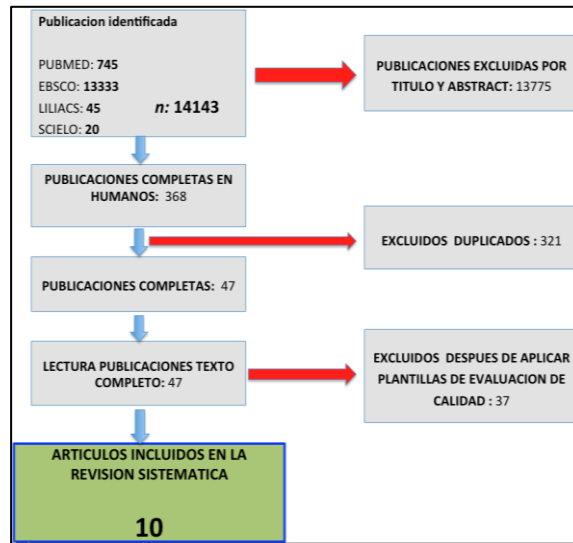 Publicacion identificada
PUBMED: 745
EBSCO: 13333
LILIACS: 45
n: 14143
SCIELO: 20
PUBLICACIONES EXCLUIDAS POR
TITULO Y ABSTRACT: 13775
PUBLICACIONES COMPLETAS EN
HUMANOS: 368
EXCLUIDOS DUPLICADOS : 321
PUBLICACIONES COMPLETAS: 47
LECTURA PUBLICACIONES TEXTO
COMPLETO: 47
EXCLUIDOS DESPUES DE APLICAR
PLANTILLAS DE EVALUACION DE
CALIDAD : 37
ARTICULOS INCLUIDOS EN LA
REVISION SISTEMATICA
10